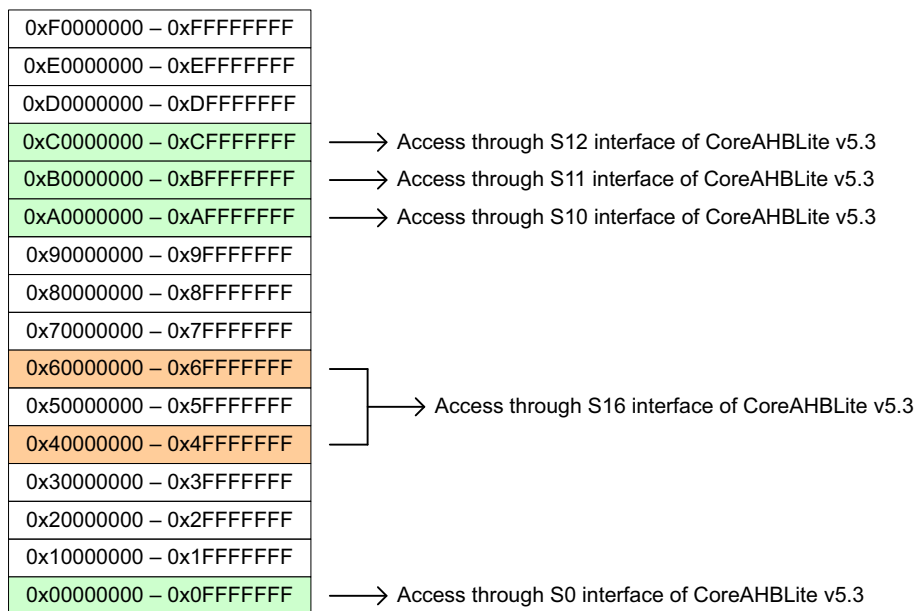 0xF0000000 – 0xFFFFFFFF
0xE0000000 – 0xEFFFFFFF
0xD0000000 – 0xDFFFFFFF
0xC0000000 – 0xCFFFFFFF Access through S12 interface of CoreAHBLite v5.3
0xB0000000 – 0xBFFFFFFF Access through S11 interface of CoreAHBLite v5.3
0xA0000000 – 0xAFFFFFFF Access through S10 interface of CoreAHBLite v5.3
0x90000000 – 0x9FFFFFFF
0x80000000 – 0x8FFFFFFF
0x70000000 – 0x7FFFFFFF
0x60000000 – 0x6FFFFFFF
0x50000000 – 0x5FFFFFFF Access through S16 interface of CoreAHBLite v5.3
0x40000000 – 0x4FFFFFFF
0x30000000 – 0x3FFFFFFF
0x20000000 – 0x2FFFFFFF
0x10000000 – 0x1FFFFFFF
0x00000000 – 0x0FFFFFFF Access through S0 interface of CoreAHBLite v5.3